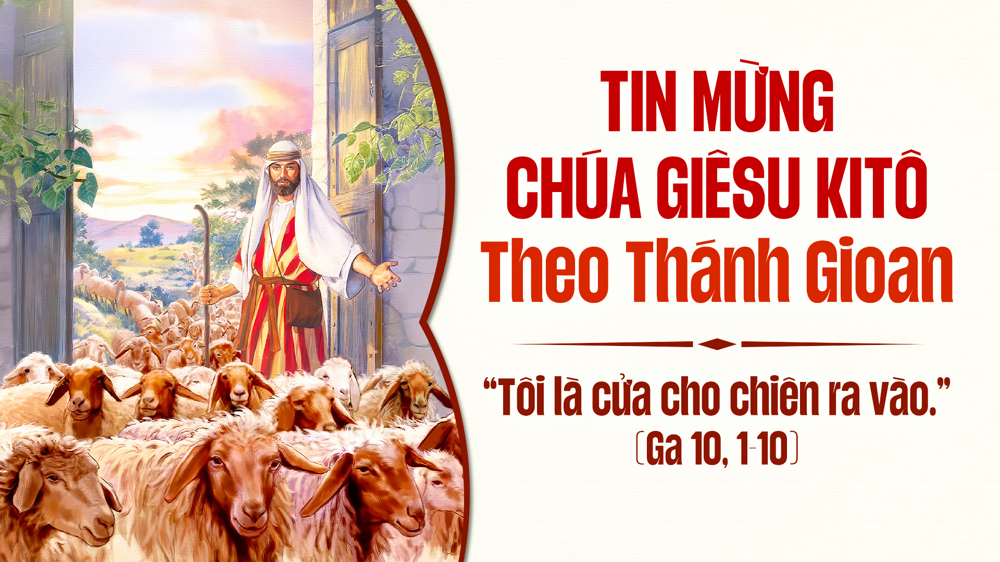 TIN MỪNG
CHÚA GIÊSU KITÔ
Theo Thánh Gioan
“Tôi là cửa cho chiên ra vào.”
(Ga 10, 1-10)